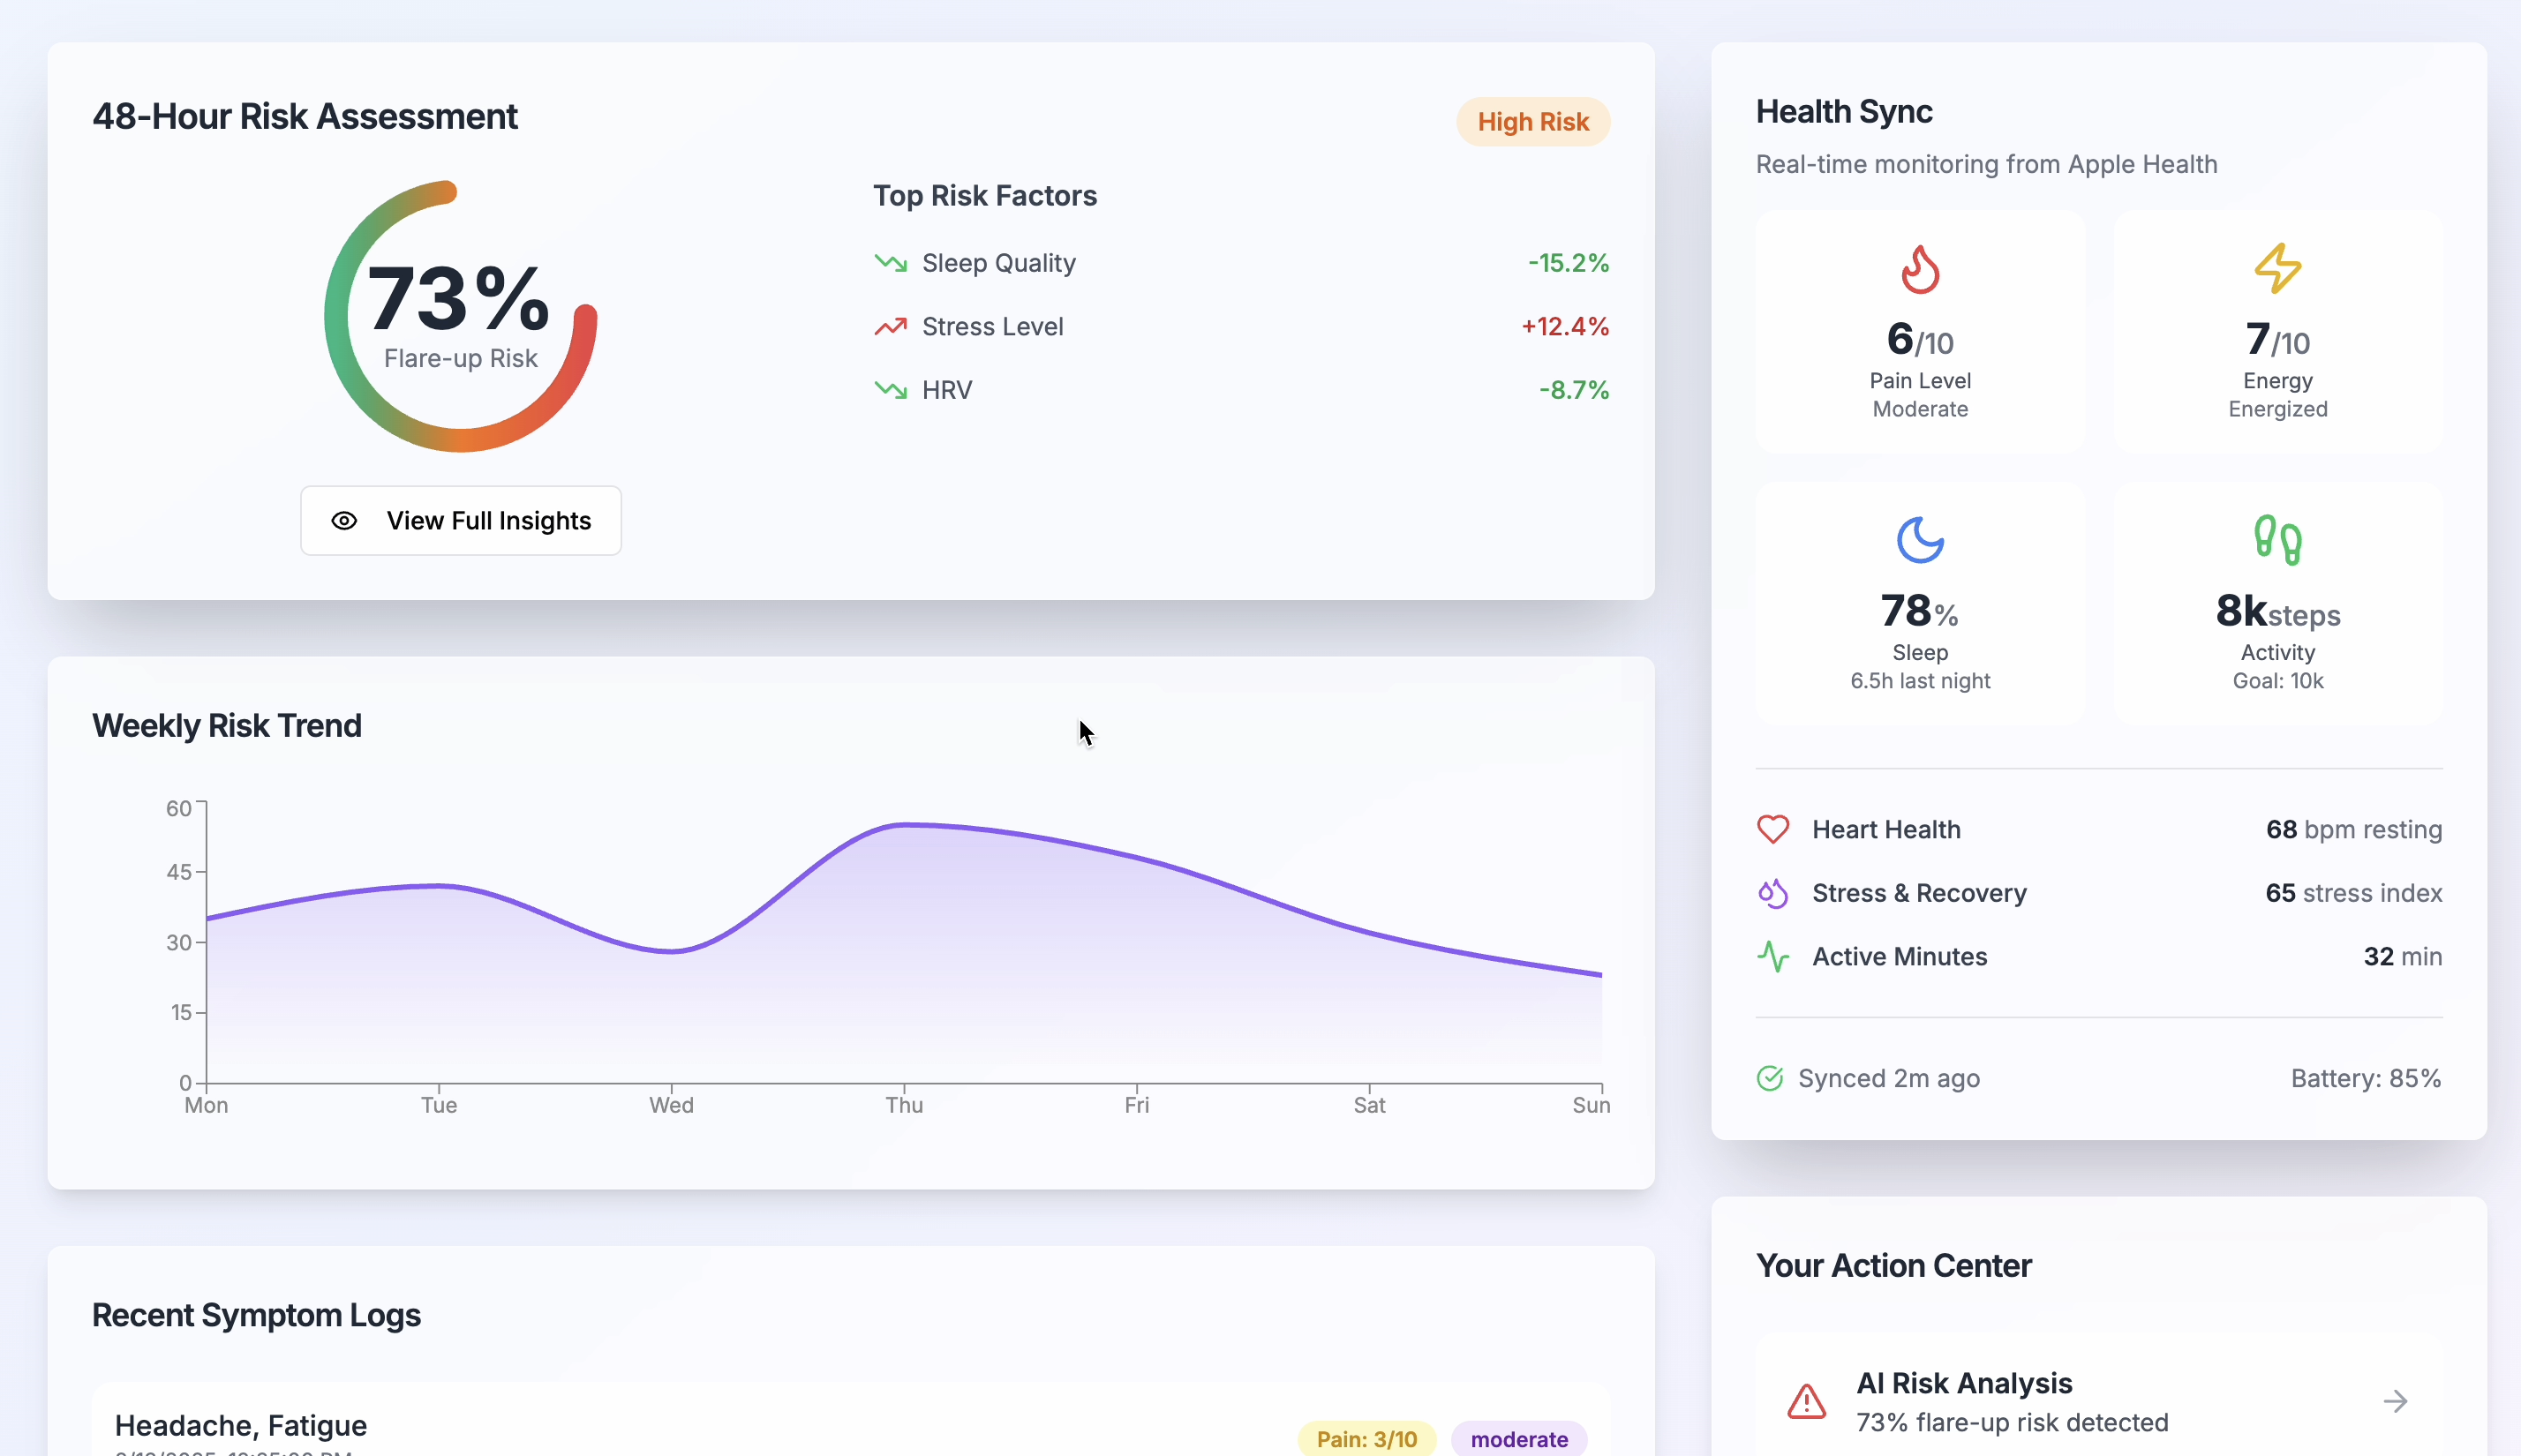 48-Hour Risk Assessment
High Risk
73%
Flare-up Risk
View Full Insights
Top Risk Factors
Sleep Quality -15.2%
Stress Level +12.4%
HRV -8.7%
Weekly Risk Trend
60
45
30
15
0
Mon Tue Wed Thu Fri Sat Sun
Recent Symptom Logs
Headache, Fatigue
Pain: 3/10 moderate
Health Sync
Real-time monitoring from Apple Health
6/10
Pain Level
Moderate
7/10
Energy
Energized
78%
Sleep
6.5h last night
8ksteps
Activity
Goal: 10k
Heart Health 68 bpm resting
Stress & Recovery 65 stress index
Active Minutes 32 min
Synced 2m ago Battery: 85%
Your Action Center
AI Risk Analysis
73% flare-up risk detected